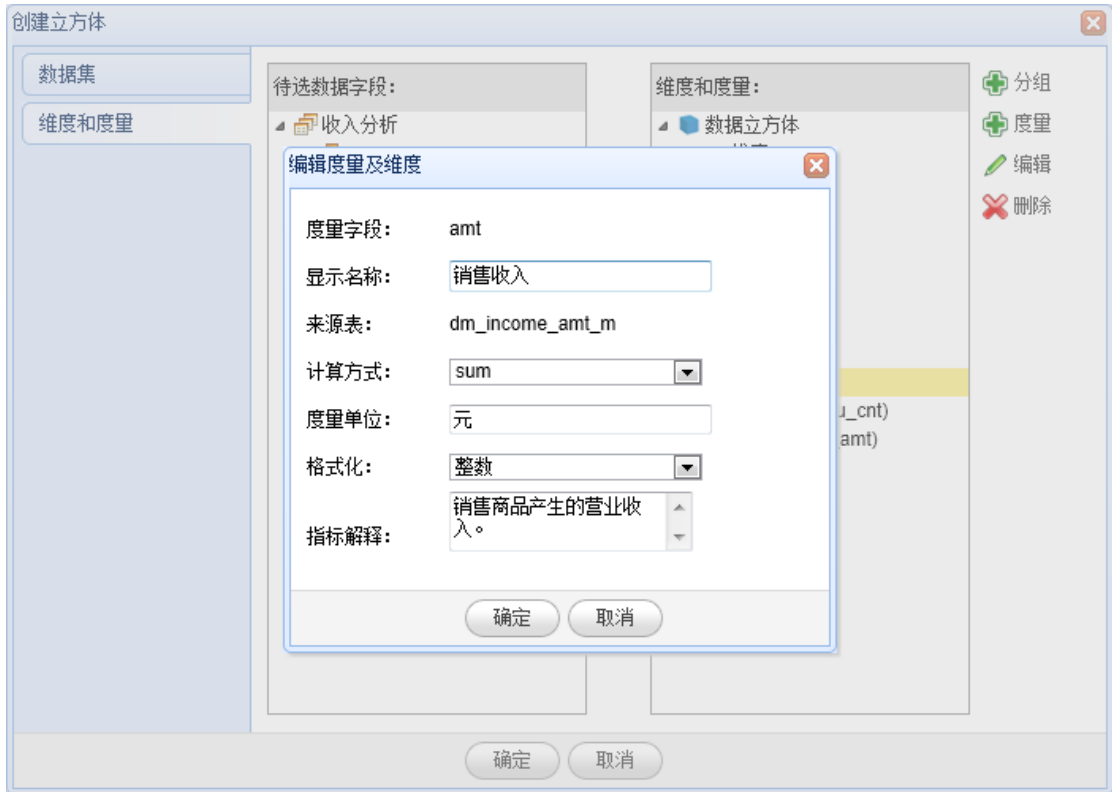 创建立方体
数据集
维度和度量
待选数据字段:
收入分析
维度和度量:
数据立方体
分组
度量
编辑
删除
编辑度量及维度
度量字段: amt
显示名称: 销售收入
来源表: dm_income_amt_m
计算方式: sum
度量单位: 元
格式化: 整数
指标解释: 销售商品产生的营业收
入。
u_cnt)
amt)
确定 取消
确定 取消